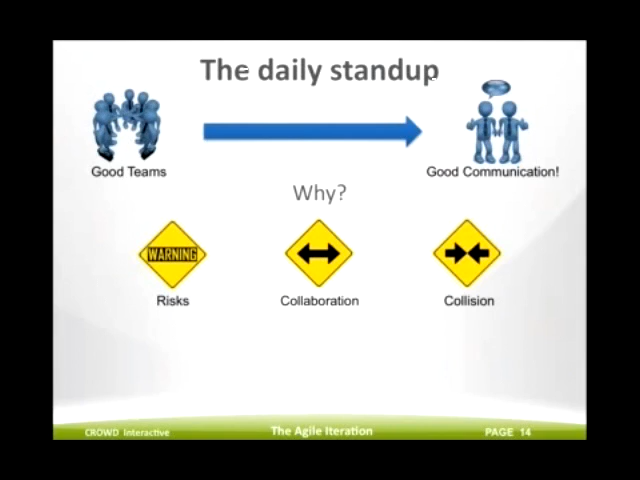 The daily standup
Good Teams
Good Communication!
Why?
WARNING
Risks
Collaboration
Collision
CROWD Interactive
The Agile Iteration
PAGE 14